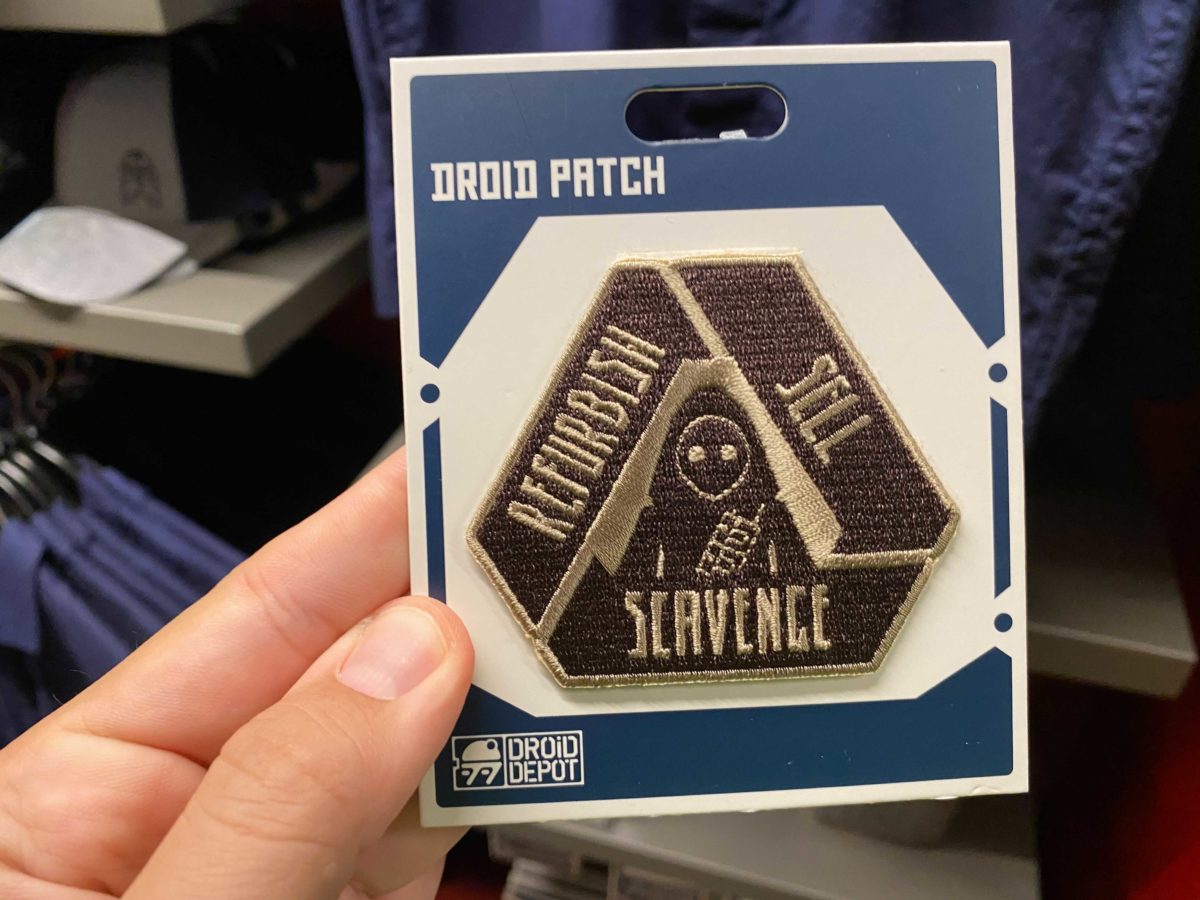 DROID PATCH
REFURBISH
SELL
SCAVENGE
DROID
DEPOT